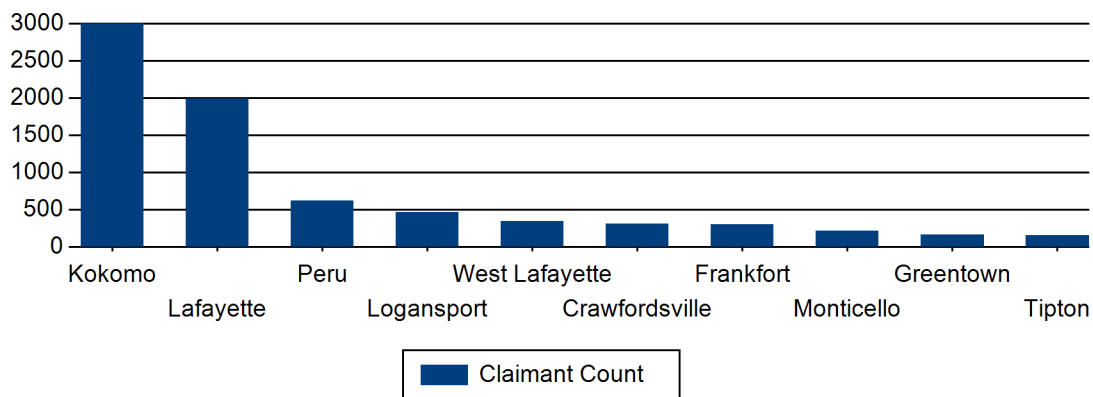 3000
2500
2000
1500
1000
500
0
Kokomo Peru West Lafayette Frankfort Greentown
Lafayette Logansport Crawfordsville Monticello Tipton
Claimant Count